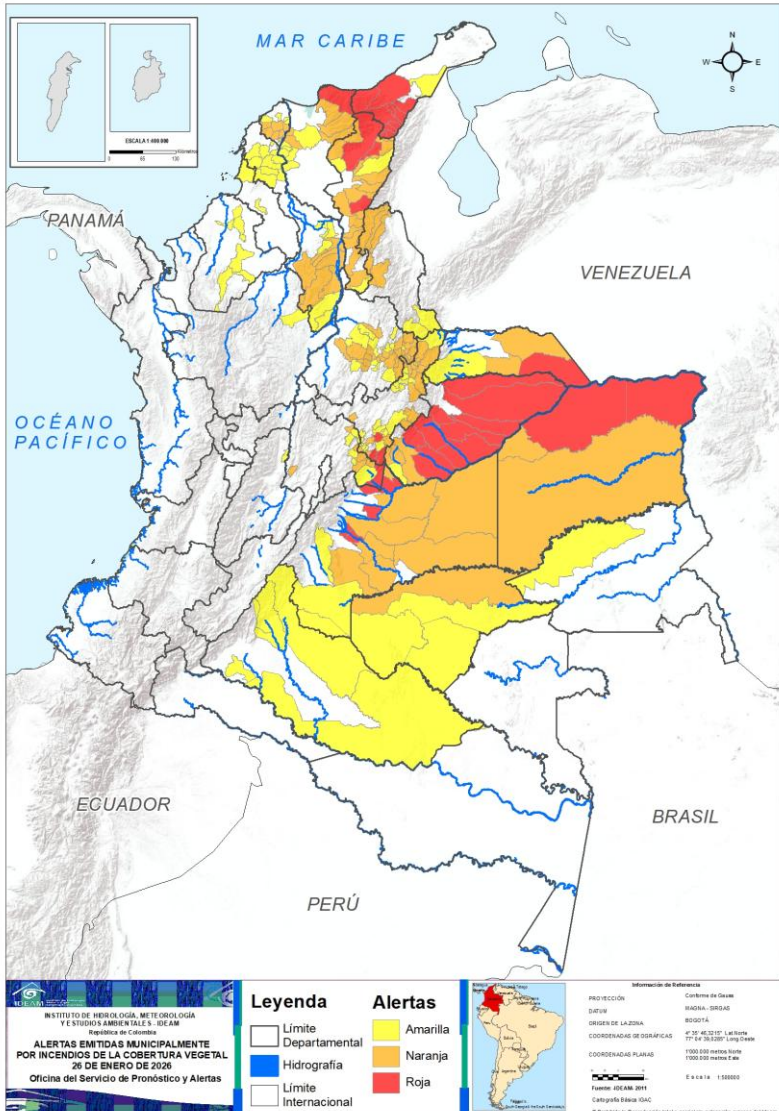 MAR CARIBE
N
W
E
S
ESCALA 1:400.000
PANAMÁ
VENEZUELA
OCÉANO
PACÍFICO
ECUADOR
BRASIL
PERÚ
IDEAM
INSTITUTO DE HIDROLOGÍA, METEOROLOGÍA
Y ESTUDIOS AMBIENTALES - IDEAM
República de Colombia
ALERTAS EMITIDAS MUNICIPALMENTE
POR INCENDIOS DE LA COBERTURA VEGETAL
26 DE ENERO DE 2026
Oficina del Servicio de Pronóstico y Alertas
Leyenda
Límite
Departamental
Hidrografía
Límite
Internacional
Alertas
Amarilla
Naranja
Roja
Información de Referencia
PROYECCIÓN
Conforme de Gauss
DATUM
MAGNA - SIRGAS
ORIGEN DE LA ZONA
BOGOTÁ
COORDENADAS GEOGRÁFICAS
COORDENADAS PLANAS
1'000.000 metros Norte
1'000.000 metros Este
Fuente: IDEAM- 2011
Cartografía Básica IGAC